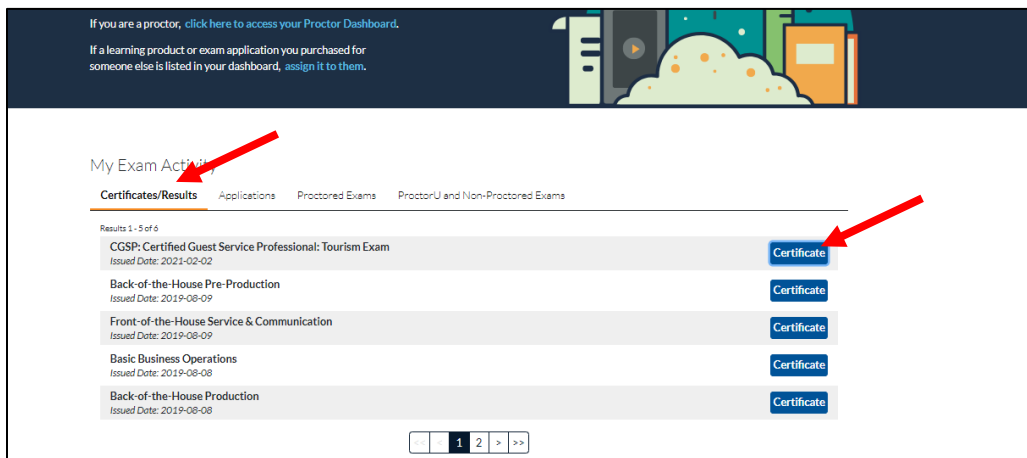 If you are a proctor, click here to access your Proctor Dashboard.
If a learning product or exam application you purchased for
someone else is listed in your dashboard, assign it to them.
My Exam Activity
Certificates/Results Applications Proctored Exams ProctorU and Non-Proctored Exams
Results 1 - 5 of 6
CGSP: Certified Guest Service Professional: Tourism Exam
Issued Date: 2021-02-02
Certificate
Back-of-the-House Pre-Production
Issued Date: 2019-08-09
Certificate
Front-of-the-House Service & Communication
Issued Date: 2019-08-09
Certificate
Basic Business Operations
Issued Date: 2019-08-08
Certificate
Back-of-the-House Production
Issued Date: 2019-08-08
Certificate
<< < 1 2 > >>